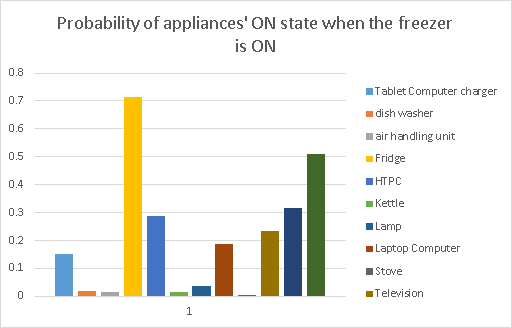 Probability of appliances' ON state when the freezer
is ON
0.8
0.7
0.6
0.5
0.4
0.3
0.2
0.1
0
1
Tablet Computer charger
dish washer
air handling unit
Fridge
HTPC
Kettle
Lamp
Laptop Computer
Stove
Television